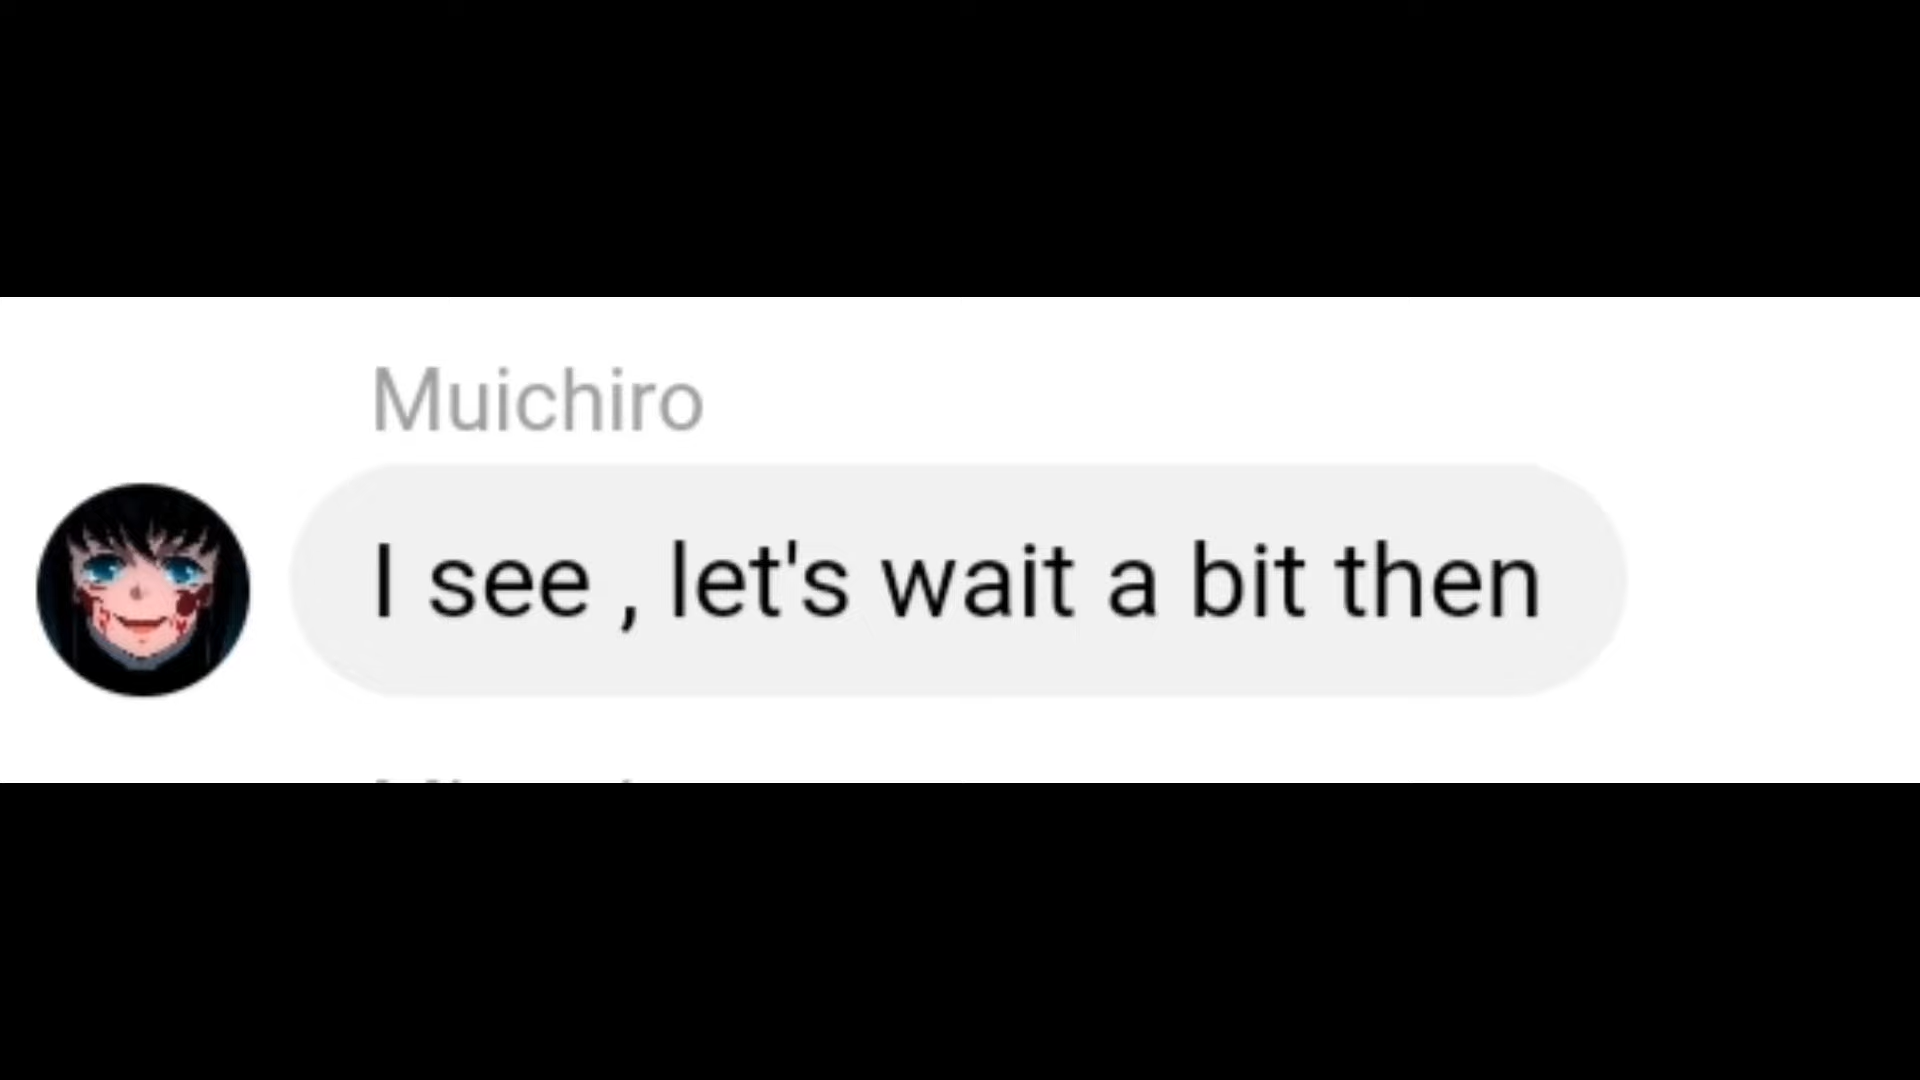 Muichiro
I see , let's wait a bit then